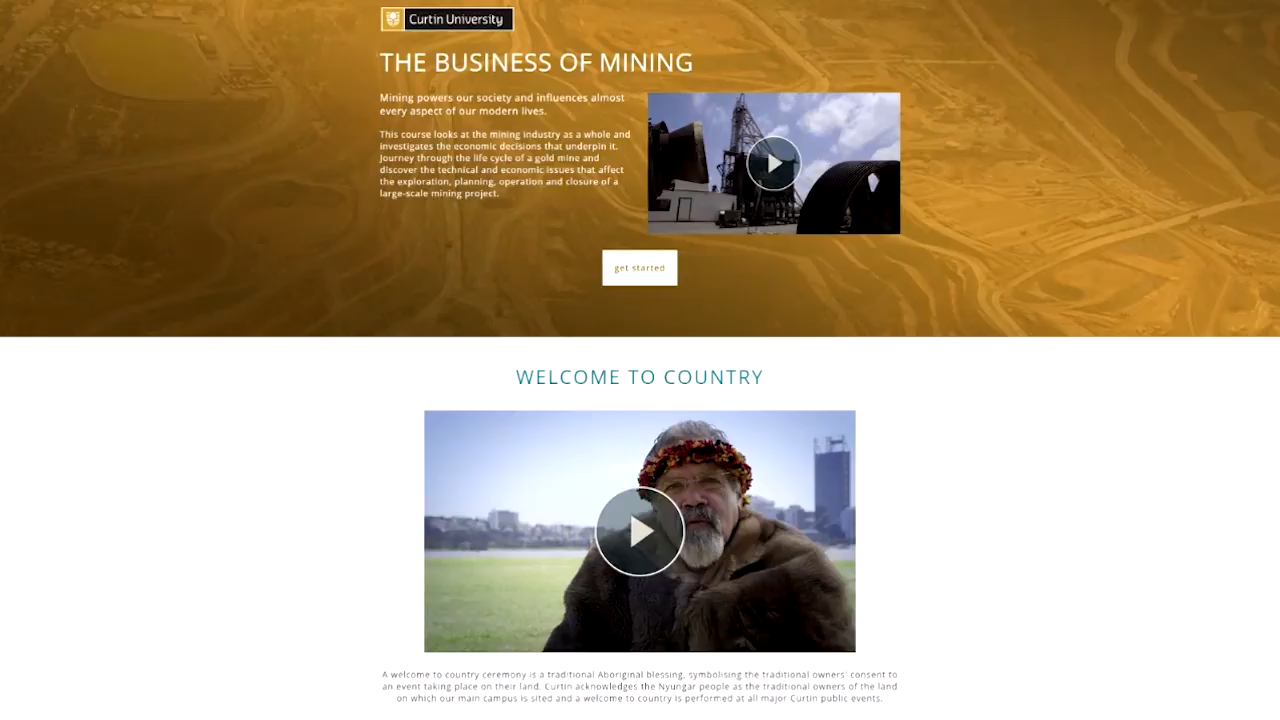 Curtin University
THE BUSINESS OF MINING
Mining powers our society and influences almost
every aspect of our modern lives.
This course looks at the mining industry as a whole and
investigates the economic decisions that underpin it.
Journey through the life cycle of a gold mine and
discover the technical and economic issues that affect
the exploration, planning, operation and closure of a
large-scale mining project.
get started
WELCOME TO COUNTRY
A welcome to country ceremony is a traditional Aboriginal blessing, symbolising the traditional owners' consent to
an event taking place on their land. Curtin acknowledges the Nyungar people as the traditional owners of the land
on which our main campus is sited and a welcome to country is performed at all major Curtin public events.